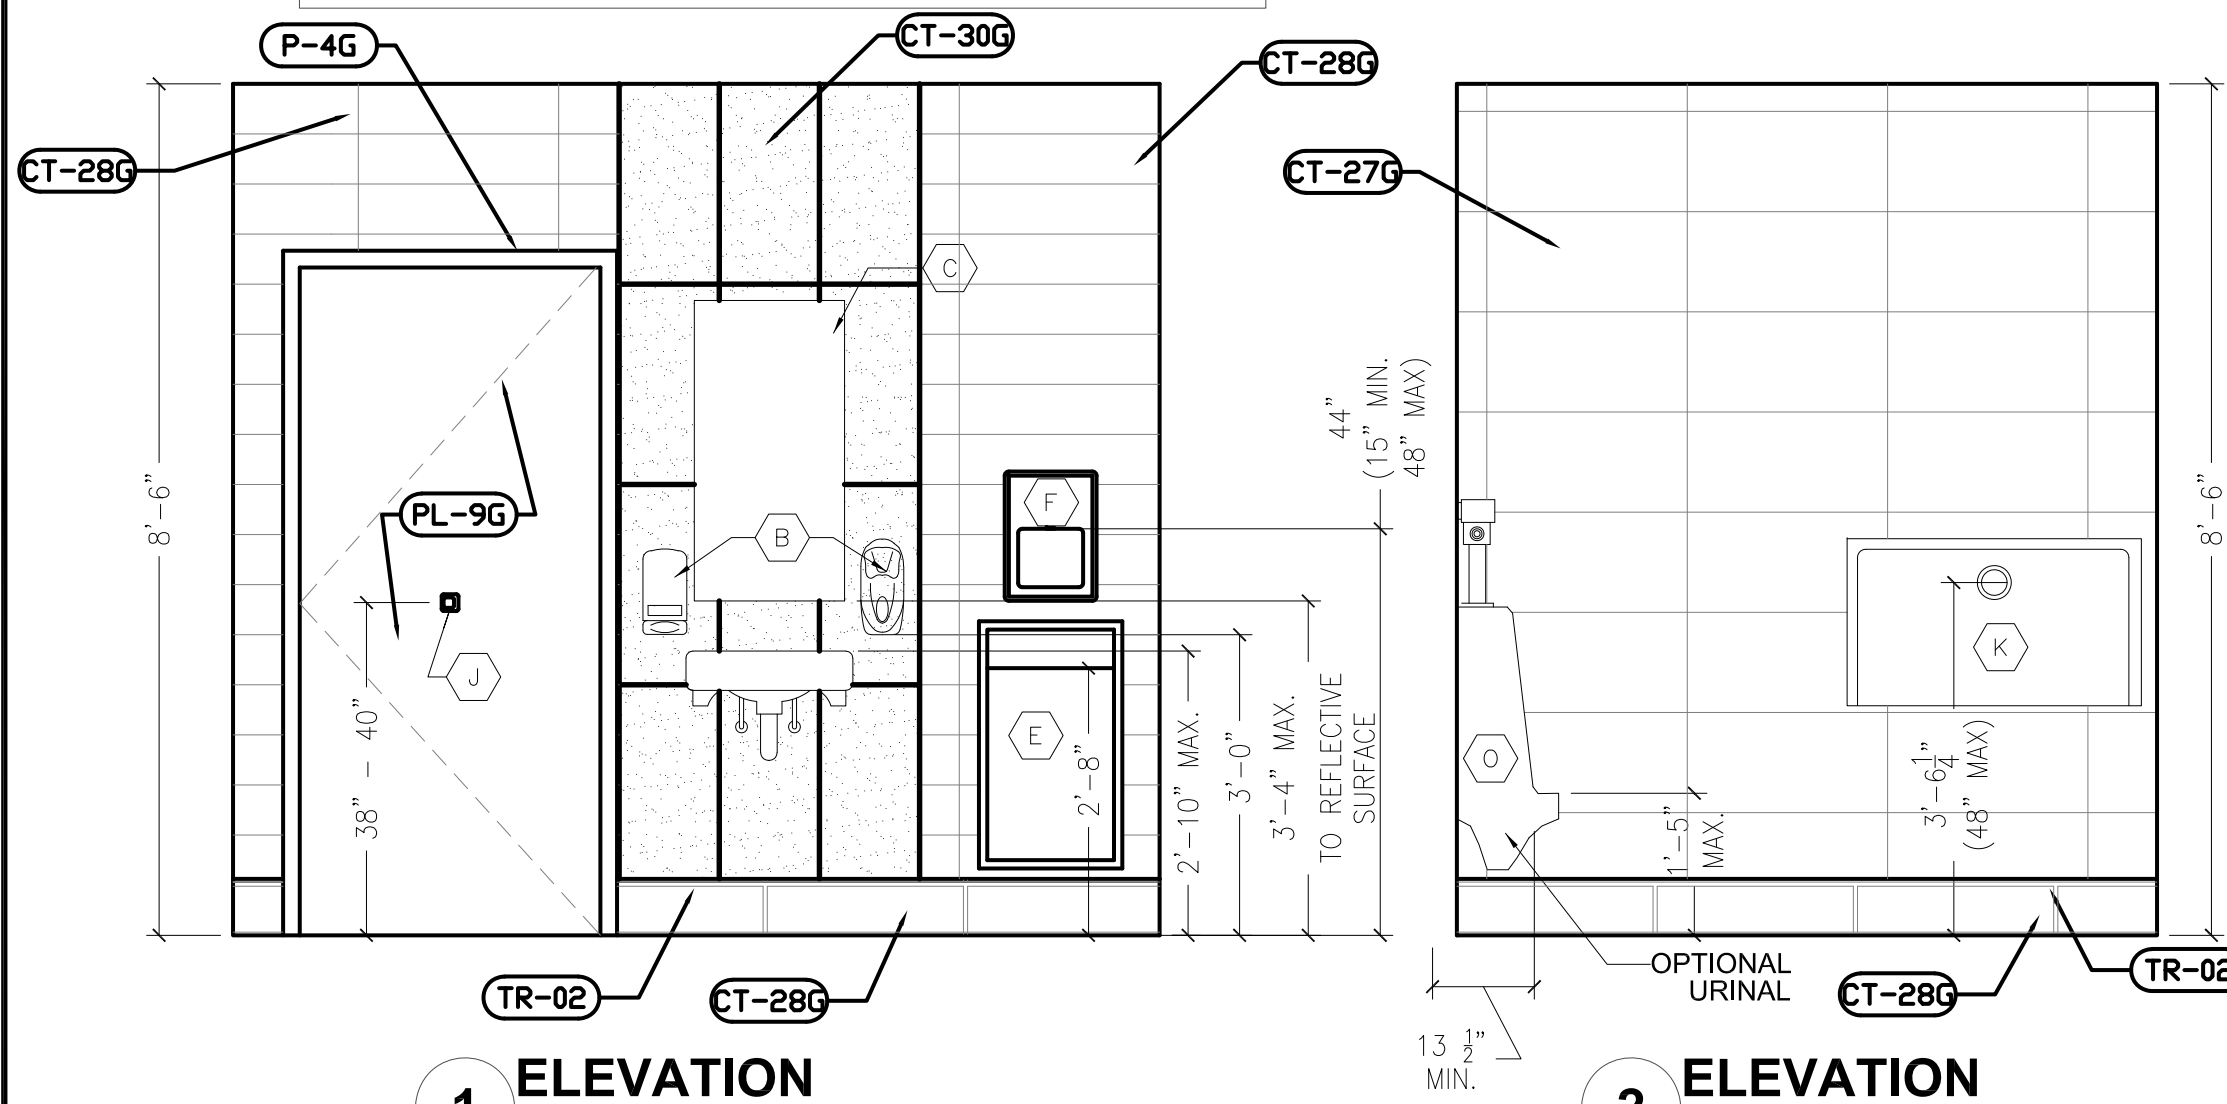 P-4G
CT-30G
CT-28G
CT-28G
CT-27G
C
8'-6"
PL-9G
B
F
44"
(15" MIN.
48" MAX)
8'-6"
J
K
38" - 40"
E
O
2'-8"
2'-10" MAX.
3'-0"
3'-4" MAX.
TO REFLECTIVE
SURFACE
1'-5"
MAX.
3'-6 1/4"
(48" MAX)
TR-02
CT-28G
OPTIONAL
URINAL
CT-28G
TR-02
13 1/2"
MIN.
1 ELEVATION
2 ELEVATION